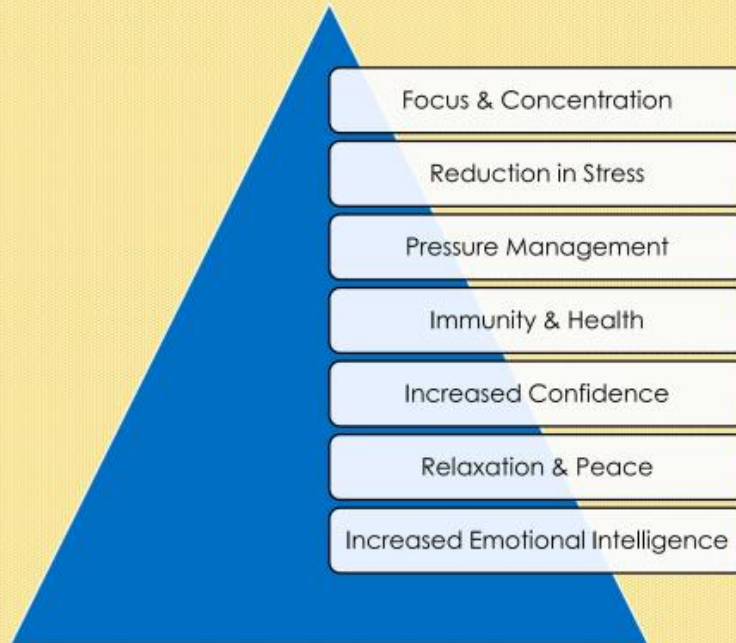 Focus & Concentration
Reduction in Stress
Pressure Management
Immunity & Health
Increased Confidence
Relaxation & Peace
Increased Emotional Intelligence